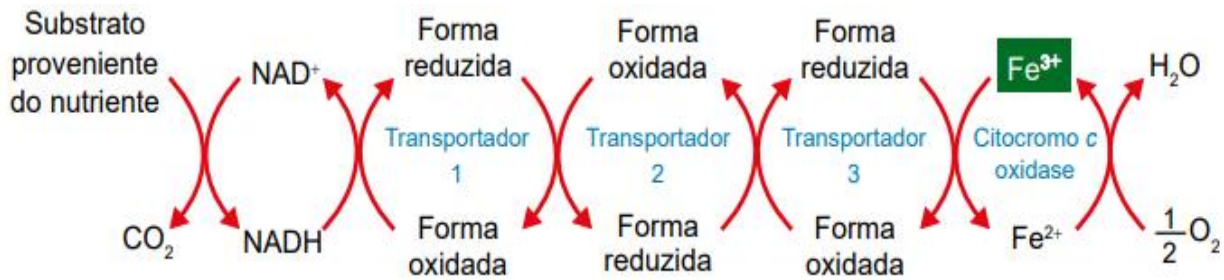 Substrato
proveniente
do nutriente
NAD⁺
Forma
reduzida
Forma
oxidada
Forma
reduzida
Fe³⁺
H₂O
Transportador
1
Transportador
2
Transportador
3
Citocromo c
oxidase
CO₂
NADH
Forma
oxidada
Forma
reduzida
Forma
oxidada
Fe²⁺
1/2 O₂